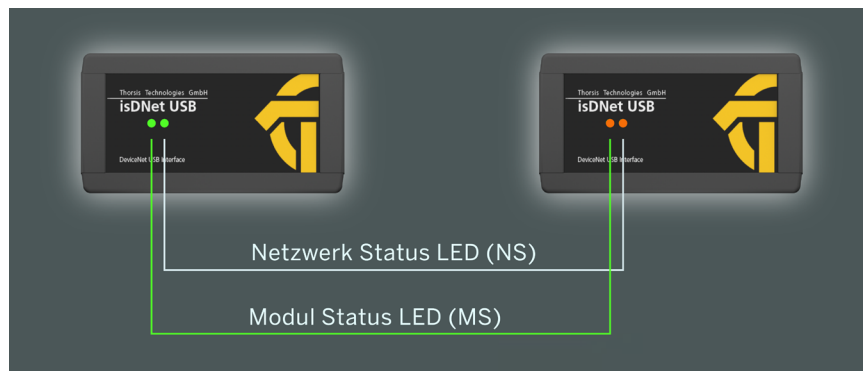 Thorsis Technologies GmbH
isDNet USB
DeviceNet USB Interface
Thorsis Technologies GmbH
isDNet USB
DeviceNet USB Interface
Netzwerk Status LED (NS)
Modul Status LED (MS)